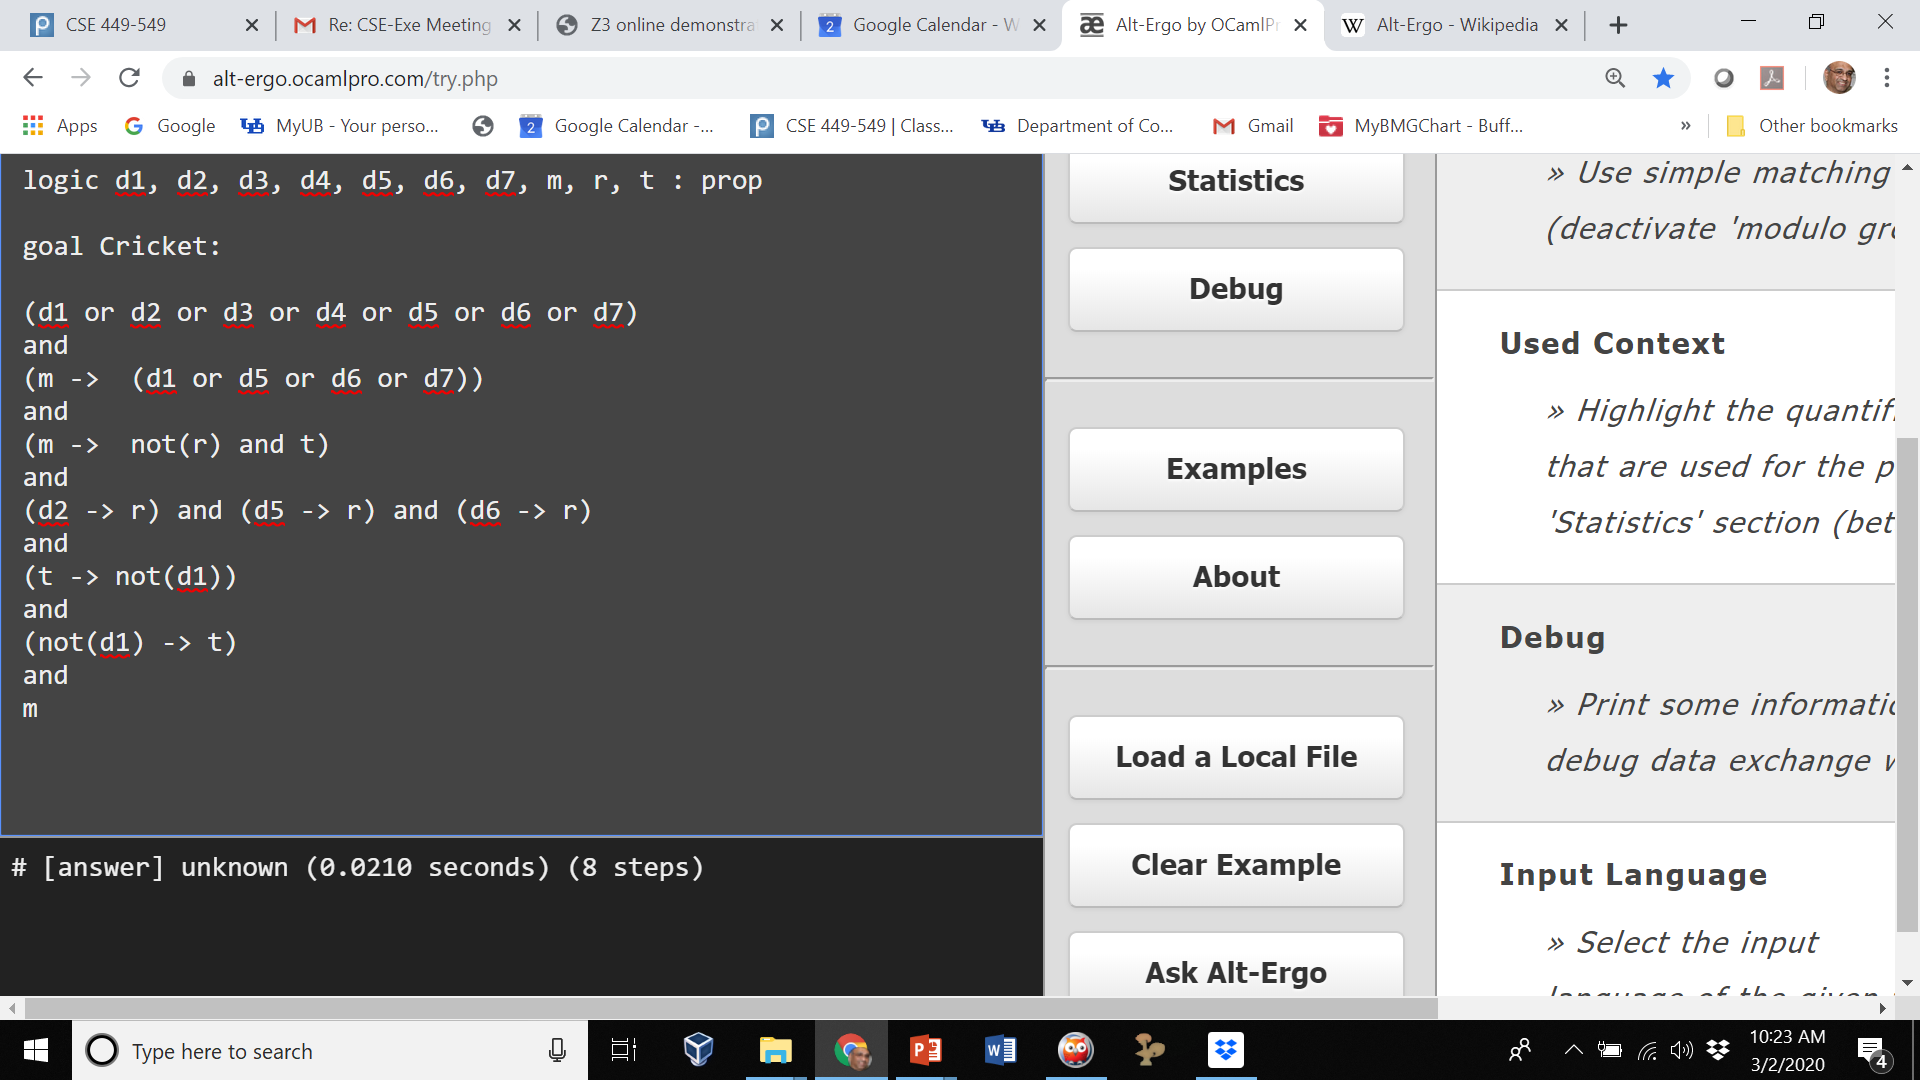 CSE 449-549
Re: CSE-Exe Meeting
Z3 online demonstra
Google Calendar - W
Alt-Ergo by OCamlPr
Alt-Ergo - Wikipedia
alt-ergo.ocamlpro.com/try.php
Apps
Google
MyUB - Your perso...
Google Calendar -...
CSE 449-549 | Class...
Department of Co...
Gmail
MyBMGChart - Buff...
»
Other bookmarks
logic d1, d2, d3, d4, d5, d6, d7, m, r, t : prop
goal Cricket:
(d1 or d2 or d3 or d4 or d5 or d6 or d7)
and
(m ->  (d1 or d5 or d6 or d7))
and
(m ->  not(r) and t)
and
(d2 -> r) and (d5 -> r) and (d6 -> r)
and
(t -> not(d1))
and
(not(d1) -> t)
and
m
# [answer] unknown (0.0210 seconds) (8 steps)
Statistics
Debug
Examples
About
Load a Local File
Clear Example
Ask Alt-Ergo
» Use simple matching
(deactivate 'modulo gro
Used Context
» Highlight the quantif
that are used for the p
'Statistics' section (bet
Debug
» Print some informatic
debug data exchange
Input Language
» Select the input
language of the given
Type here to search
10:23 AM
3/2/2020
4